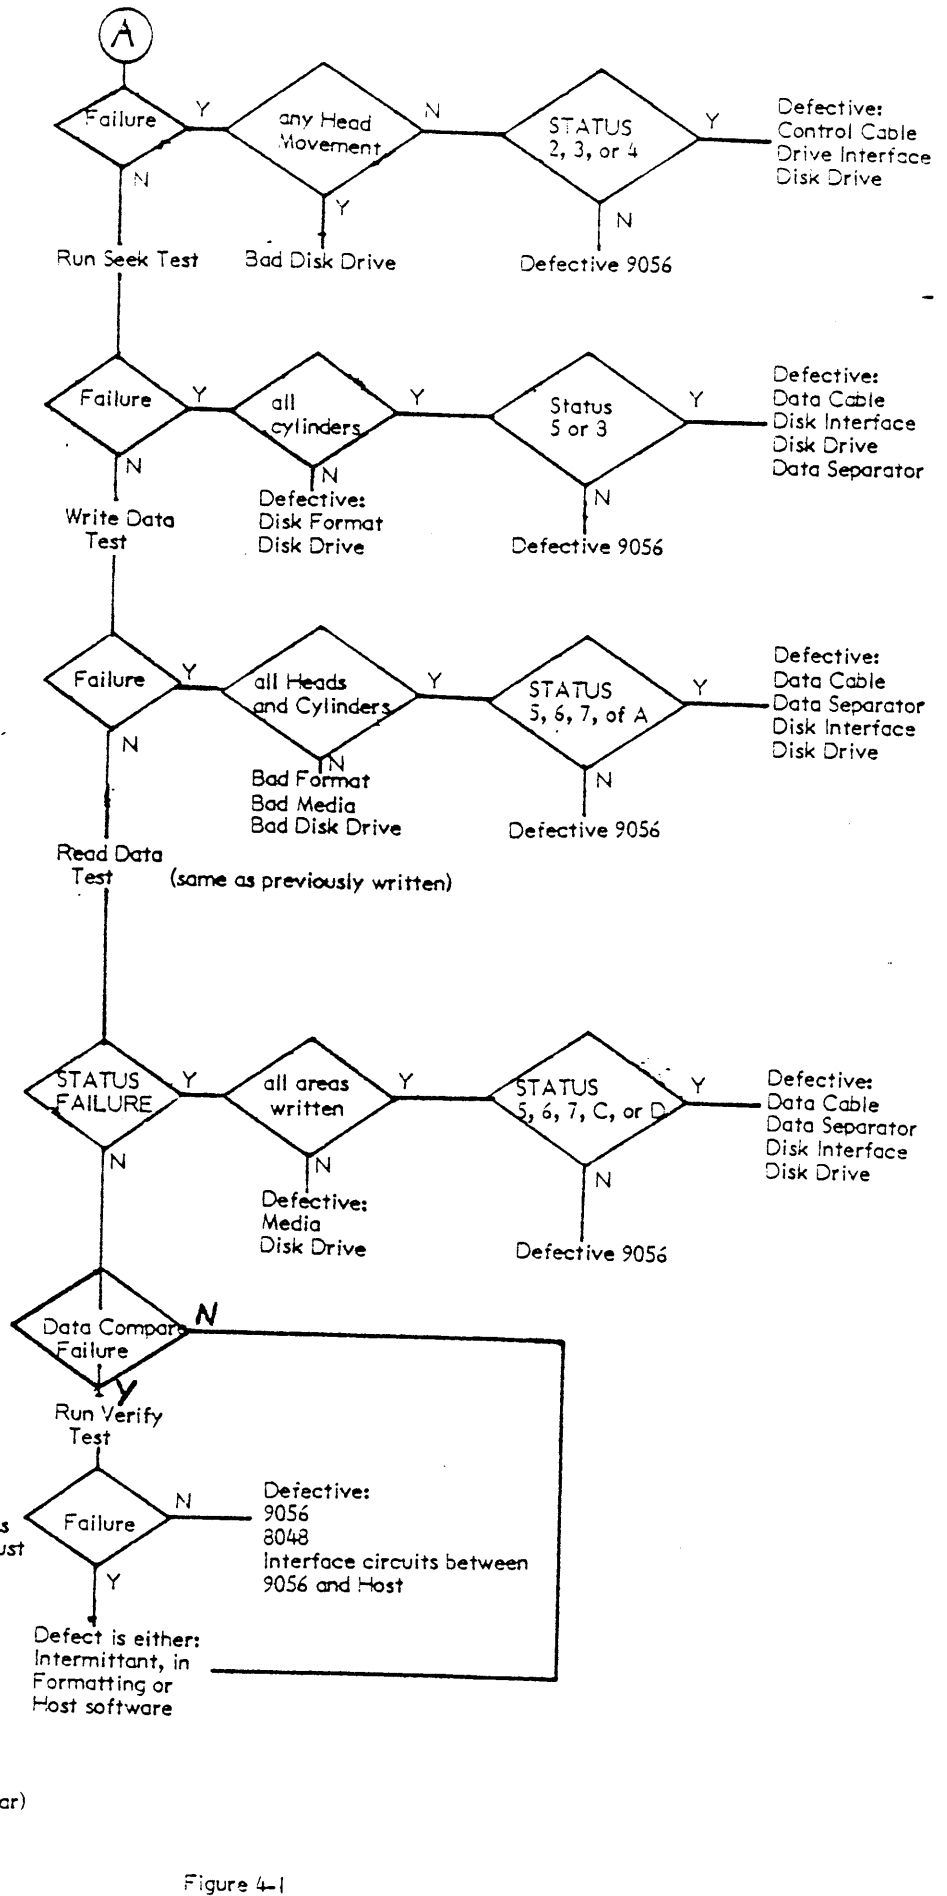 A
Failure
Y
any Head
Movement
N
STATUS
2, 3, or 4
Y
Defective:
Control Cable
Drive Interface
Disk Drive
N
Y
N
Run Seek Test
Bad Disk Drive
Defective 9056
Failure
Y
all
cylinders
Y
Status
5 or 3
Y
Defective:
Data Cable
Disk Interface
Disk Drive
Data Separator
N
N
N
Write Data
Test
Defective:
Disk Format
Disk Drive
Defective 9056
Failure
Y
all Heads
and Cylinders
Y
STATUS
5, 6, 7, of A
Y
Defective:
Data Cable
Data Separator
Disk Interface
Disk Drive
N
N
N
Bad Format
Bad Media
Bad Disk Drive
Defective 9056
Read Data
Test
(same as previously written)
STATUS
FAILURE
Y
all areas
written
Y
STATUS
5, 6, 7, C, or D
Y
Defective:
Data Cable
Data Separator
Disk Interface
Disk Drive
N
N
N
Defective:
Media
Disk Drive
Defective 9056
Data Compare
Failure
N
Y
Run Verify
Test
Failure
N
Defective:
9056
8048
Interface circuits between
9056 and Host
s
ust
Y
Defect is either:
Intermittant, in
Formatting or
Host software
ar)
Figure 4-1